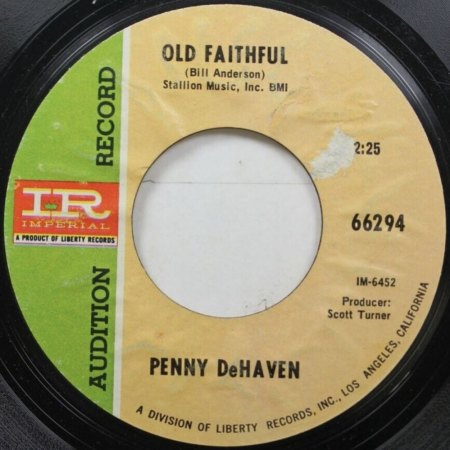 OLD FAITHFUL
(Bill Anderson)
Stallion Music, Inc. BMI
AUDITION RECORD
2:25
IR
IMPERIAL
A PRODUCT OF LIBERTY RECORDS
66294
IM-6452
Producer:
Scott Turner
PENNY DeHAVEN
A DIVISION OF LIBERTY RECORDS, INC., LOS ANGELES, CALIFORNIA